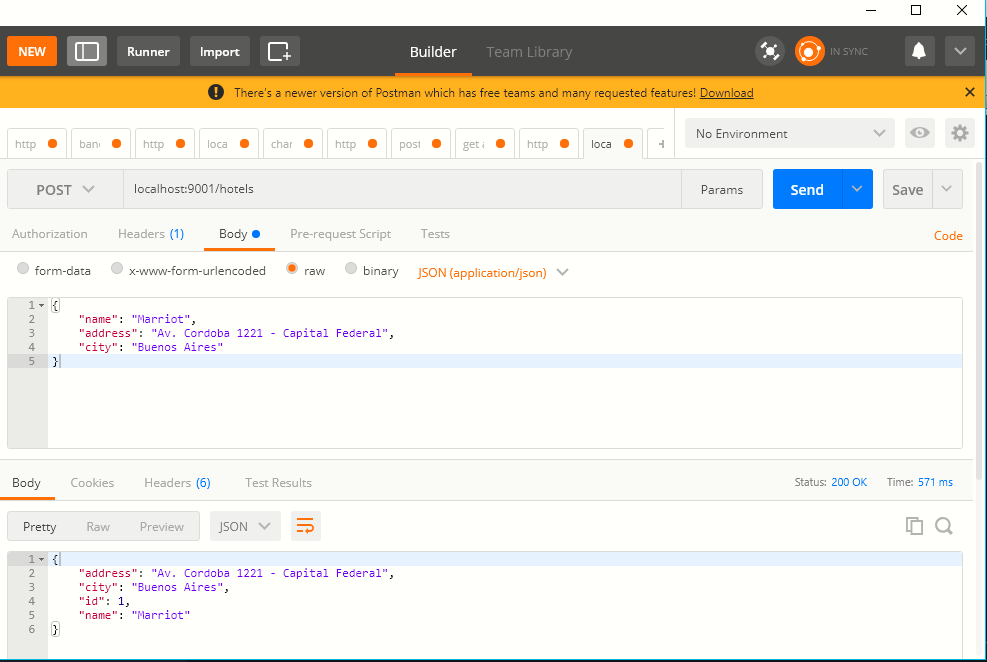 NEW Runner Import Builder Team Library IN SYNC
There's a newer version of Postman which has free teams and many requested features! Download
http ban http loca char http post get a http loca No Environment
POST localhost:9001/hotels Params Send Save
Authorization Headers (1) Body Pre-request Script Tests Code
form-data x-www-form-urlencoded raw binary JSON (application/json)
1 {
2 "name": "Marriot",
3 "address": "Av. Cordoba 1221 - Capital Federal",
4 "city": "Buenos Aires"
5 }
Body Cookies Headers (6) Test Results Status: 200 OK Time: 571 ms
Pretty Raw Preview JSON
1 {
2 "address": "Av. Cordoba 1221 - Capital Federal",
3 "city": "Buenos Aires",
4 "id": 1,
5 "name": "Marriot"
6 }